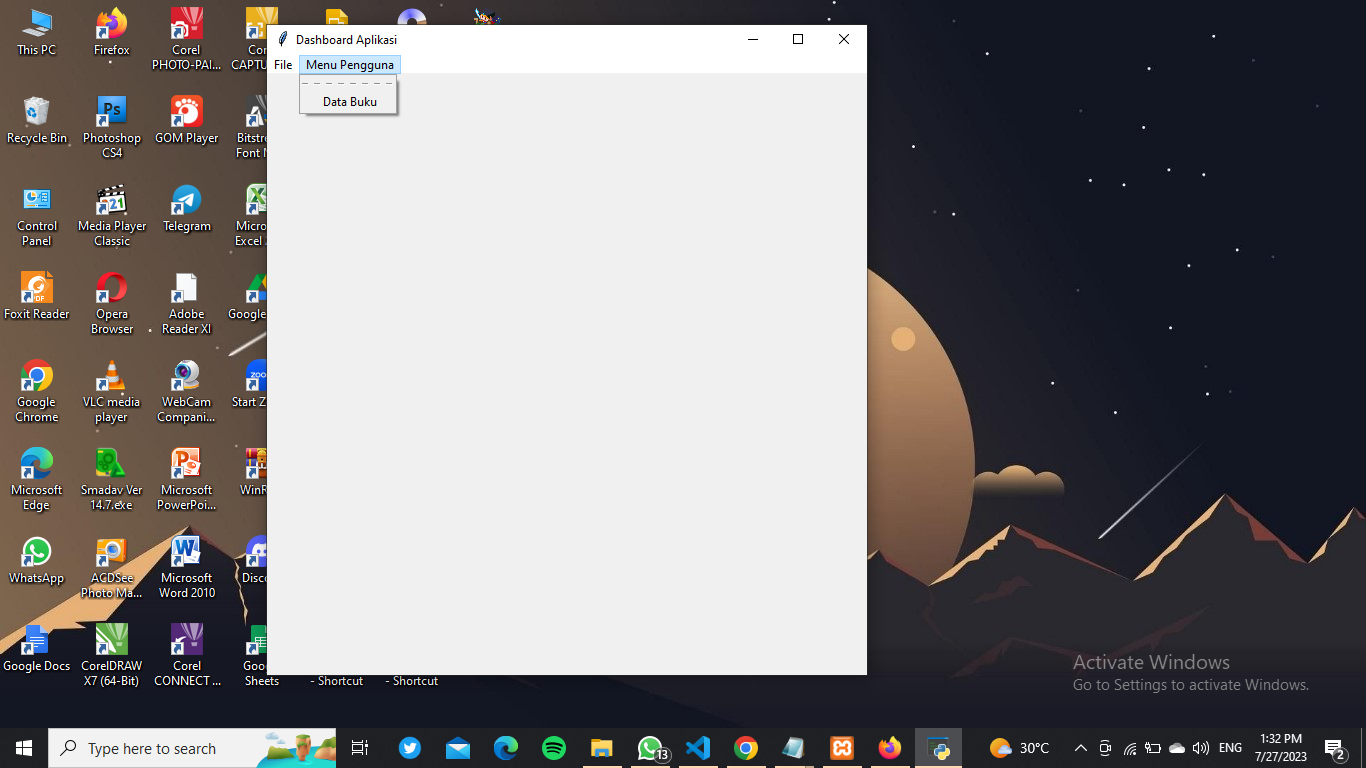 Dashboard Aplikasi
File Menu Pengguna
Data Buku
This PC
Firefox
Corel
PHOTO-PAI...
CAPTU
Recycle Bin
Photoshop
CS4
GOM Player
Bitstre
Font
Control
Panel
Media Player
Classic
Telegram
Micro
Excel
Foxit Reader
Opera
Browser
Adobe
Reader XI
Google
Google
Chrome
VLC media
player
WebCam
Compani...
Start Z
Microsoft
Edge
Smadav Ver
14.7.exe
Microsoft
PowerPoi...
WinR
WhatsApp
ACDSee
Photo Ma...
Microsoft
Word 2010
Disc
Google Docs
CorelDRAW
X7 (64-Bit)
Corel
CONNECT ...
Goo
Sheets
- Shortcut
- Shortcut
Activate Windows
Go to Settings to activate Windows.
Type here to search
13
30°C
ENG
1:32 PM
7/27/2023
2